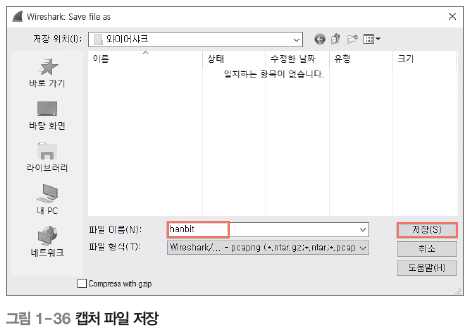 Wireshark: Save file as
저장 위치(I): 와이어샤크
이름 상태 수정한 날짜 유형 크기
일치하는 항목이 없습니다.
바로 가기
바탕 화면
라이브러리
내 PC
네트워크
파일 이름(N): hanbit 저장(S)
파일 형식(T): Wireshark/... - pcapng (*,ntar,gz;*,ntar;*,pcap 취소
도움말(H)
Compress with gzip
그림 1-36 캡처 파일 저장